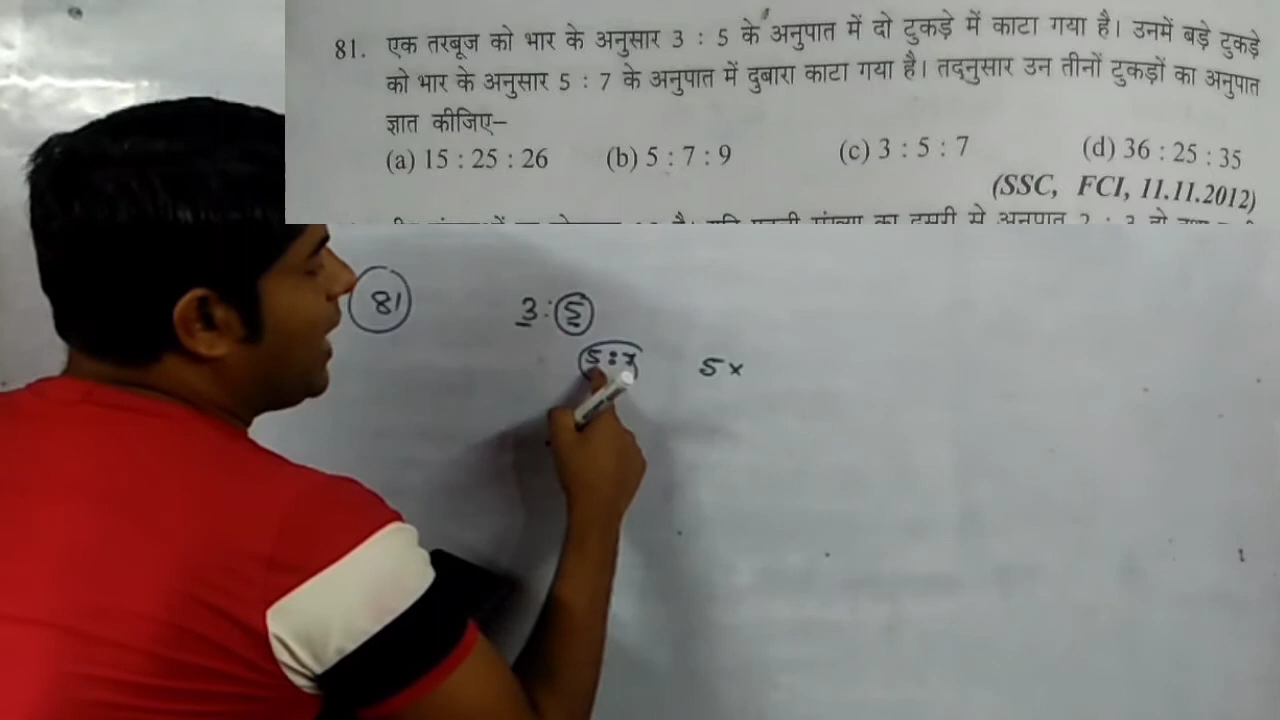 81. एक तरबूज को भार के अनुसार 3 : 5 के अनुपात में दो टुकड़े में काटा गया है। उनमें बड़े टुकड़े
को भार के अनुसार 5 : 7 के अनुपात में दुबारा काटा गया है। तद्नुसार उन तीनों टुकड़ों का अनुपात
ज्ञात कीजिए–
(a) 15 : 25 : 26 (b) 5 : 7 : 9 (c) 3 : 5 : 7 (d) 36 : 25 : 35
(SSC, FCI, 11.11.2012)
81 3 : 5
5 : 7 5 ×